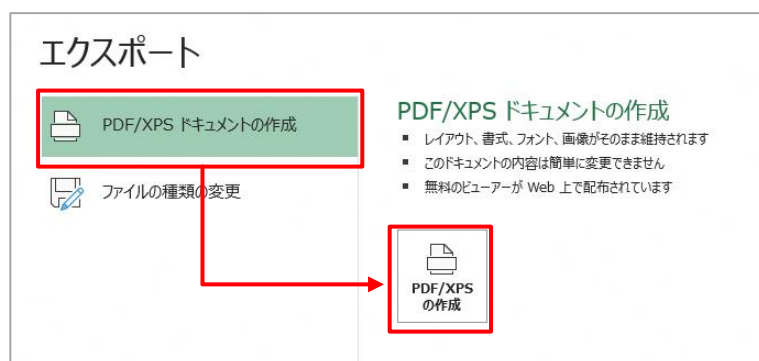 エクスポート
PDF/XPS ドキュメントの作成
ファイルの種類の変更
PDF/XPS ドキュメントの作成
▪ レイアウト、書式、フォント、画像がそのまま維持されます
▪ このドキュメントの内容は簡単に変更できません
▪ 無料のビューアーが Web 上で配布されています
PDF/XPS
の作成